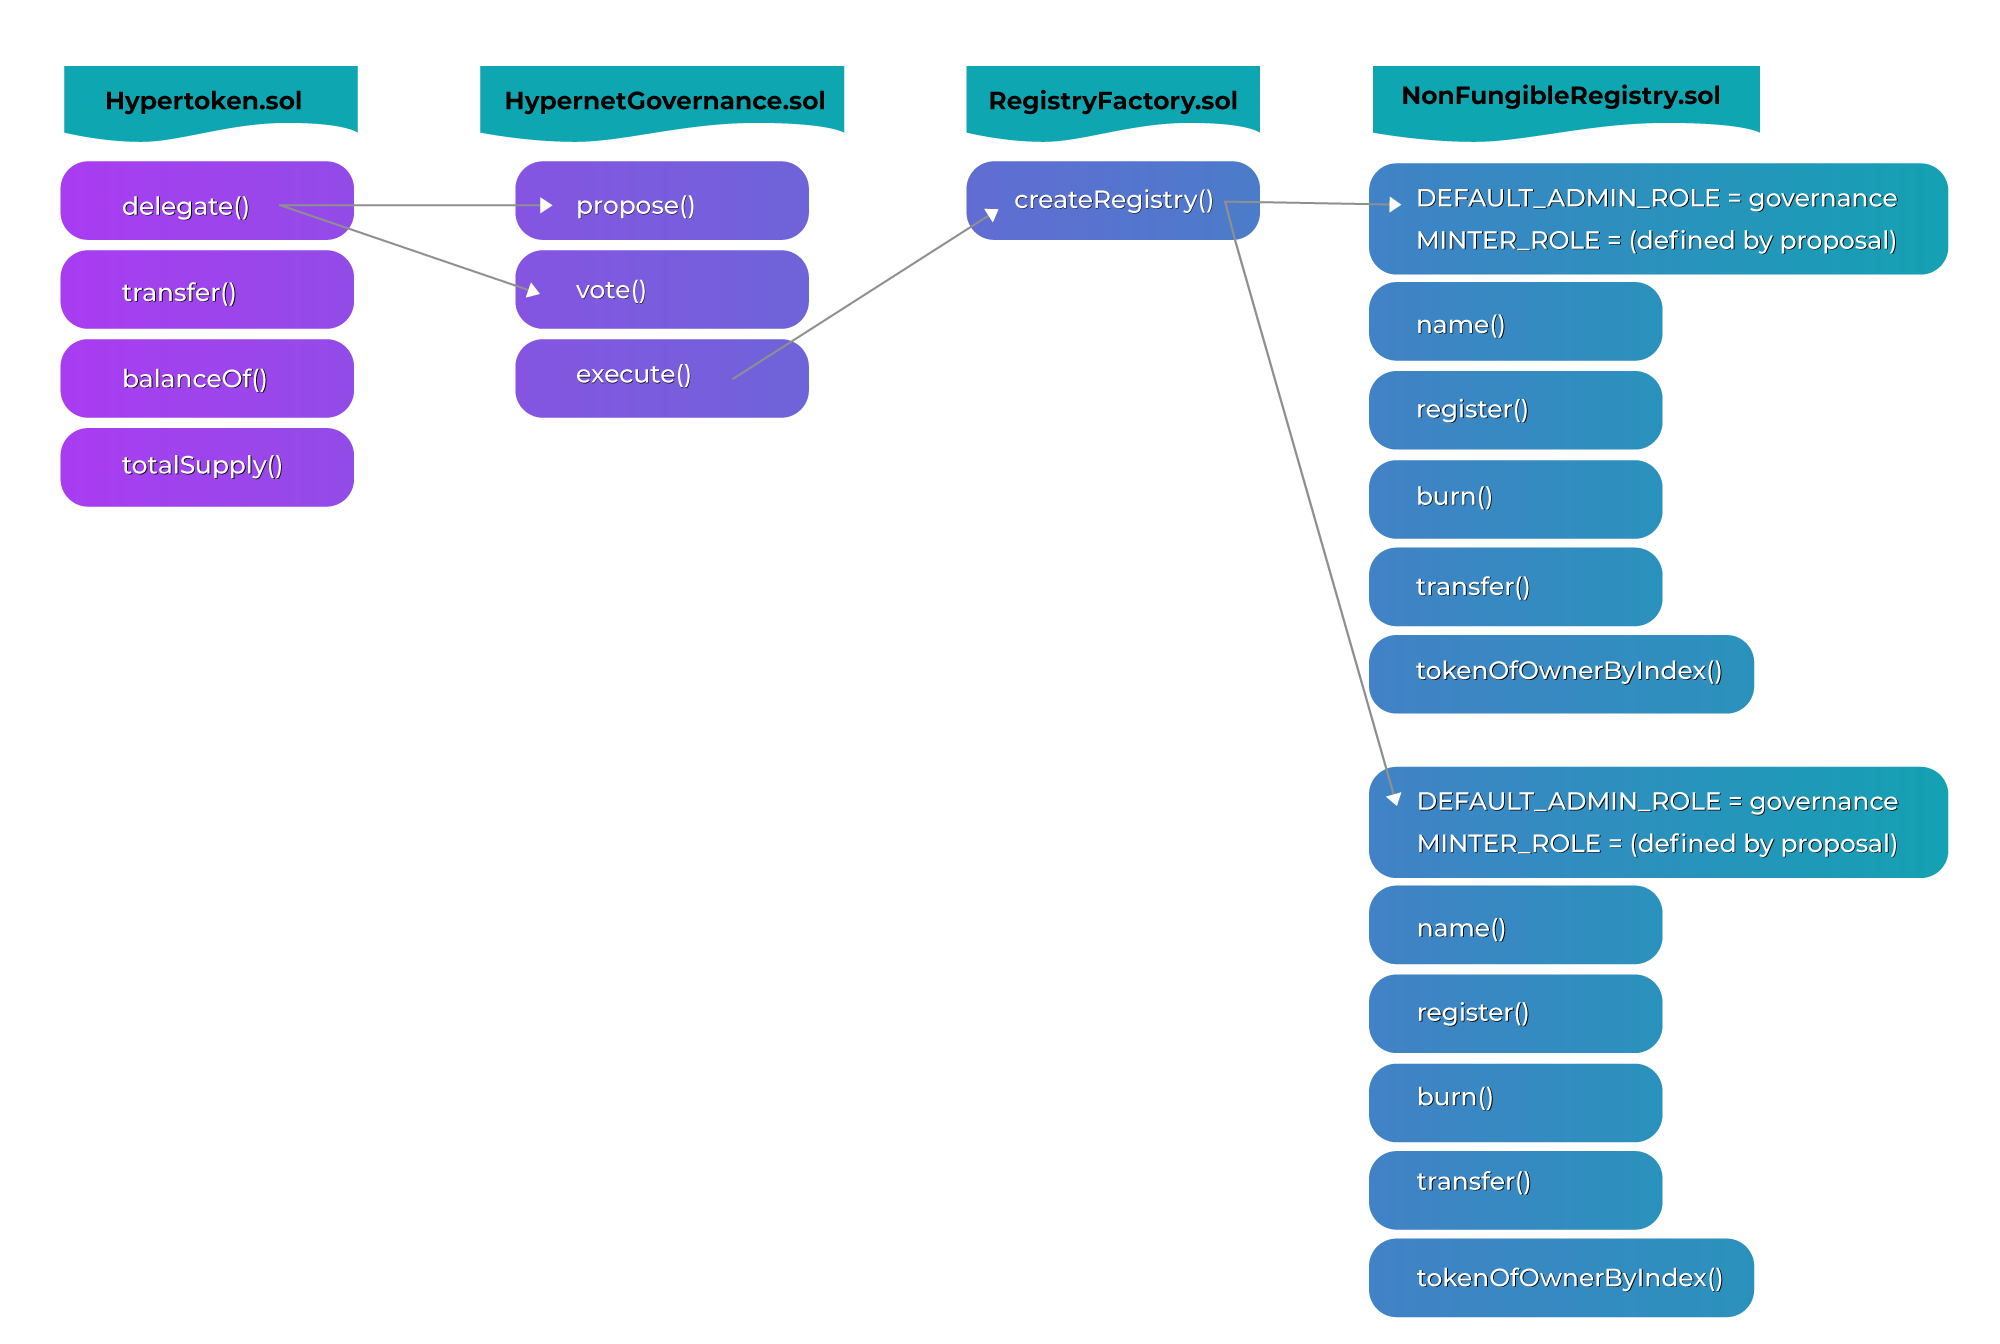 Hypertoken.sol
delegate()
transfer()
balanceOf()
totalSupply()
HypernetGovernance.sol
propose()
vote()
execute()
RegistryFactory.sol
createRegistry()
NonFungibleRegistry.sol
DEFAULT_ADMIN_ROLE = governance
MINTER_ROLE = (defined by proposal)
name()
register()
burn()
transfer()
tokenOfOwnerByIndex()
DEFAULT_ADMIN_ROLE = governance
MINTER_ROLE = (defined by proposal)
name()
register()
burn()
transfer()
tokenOfOwnerByIndex()